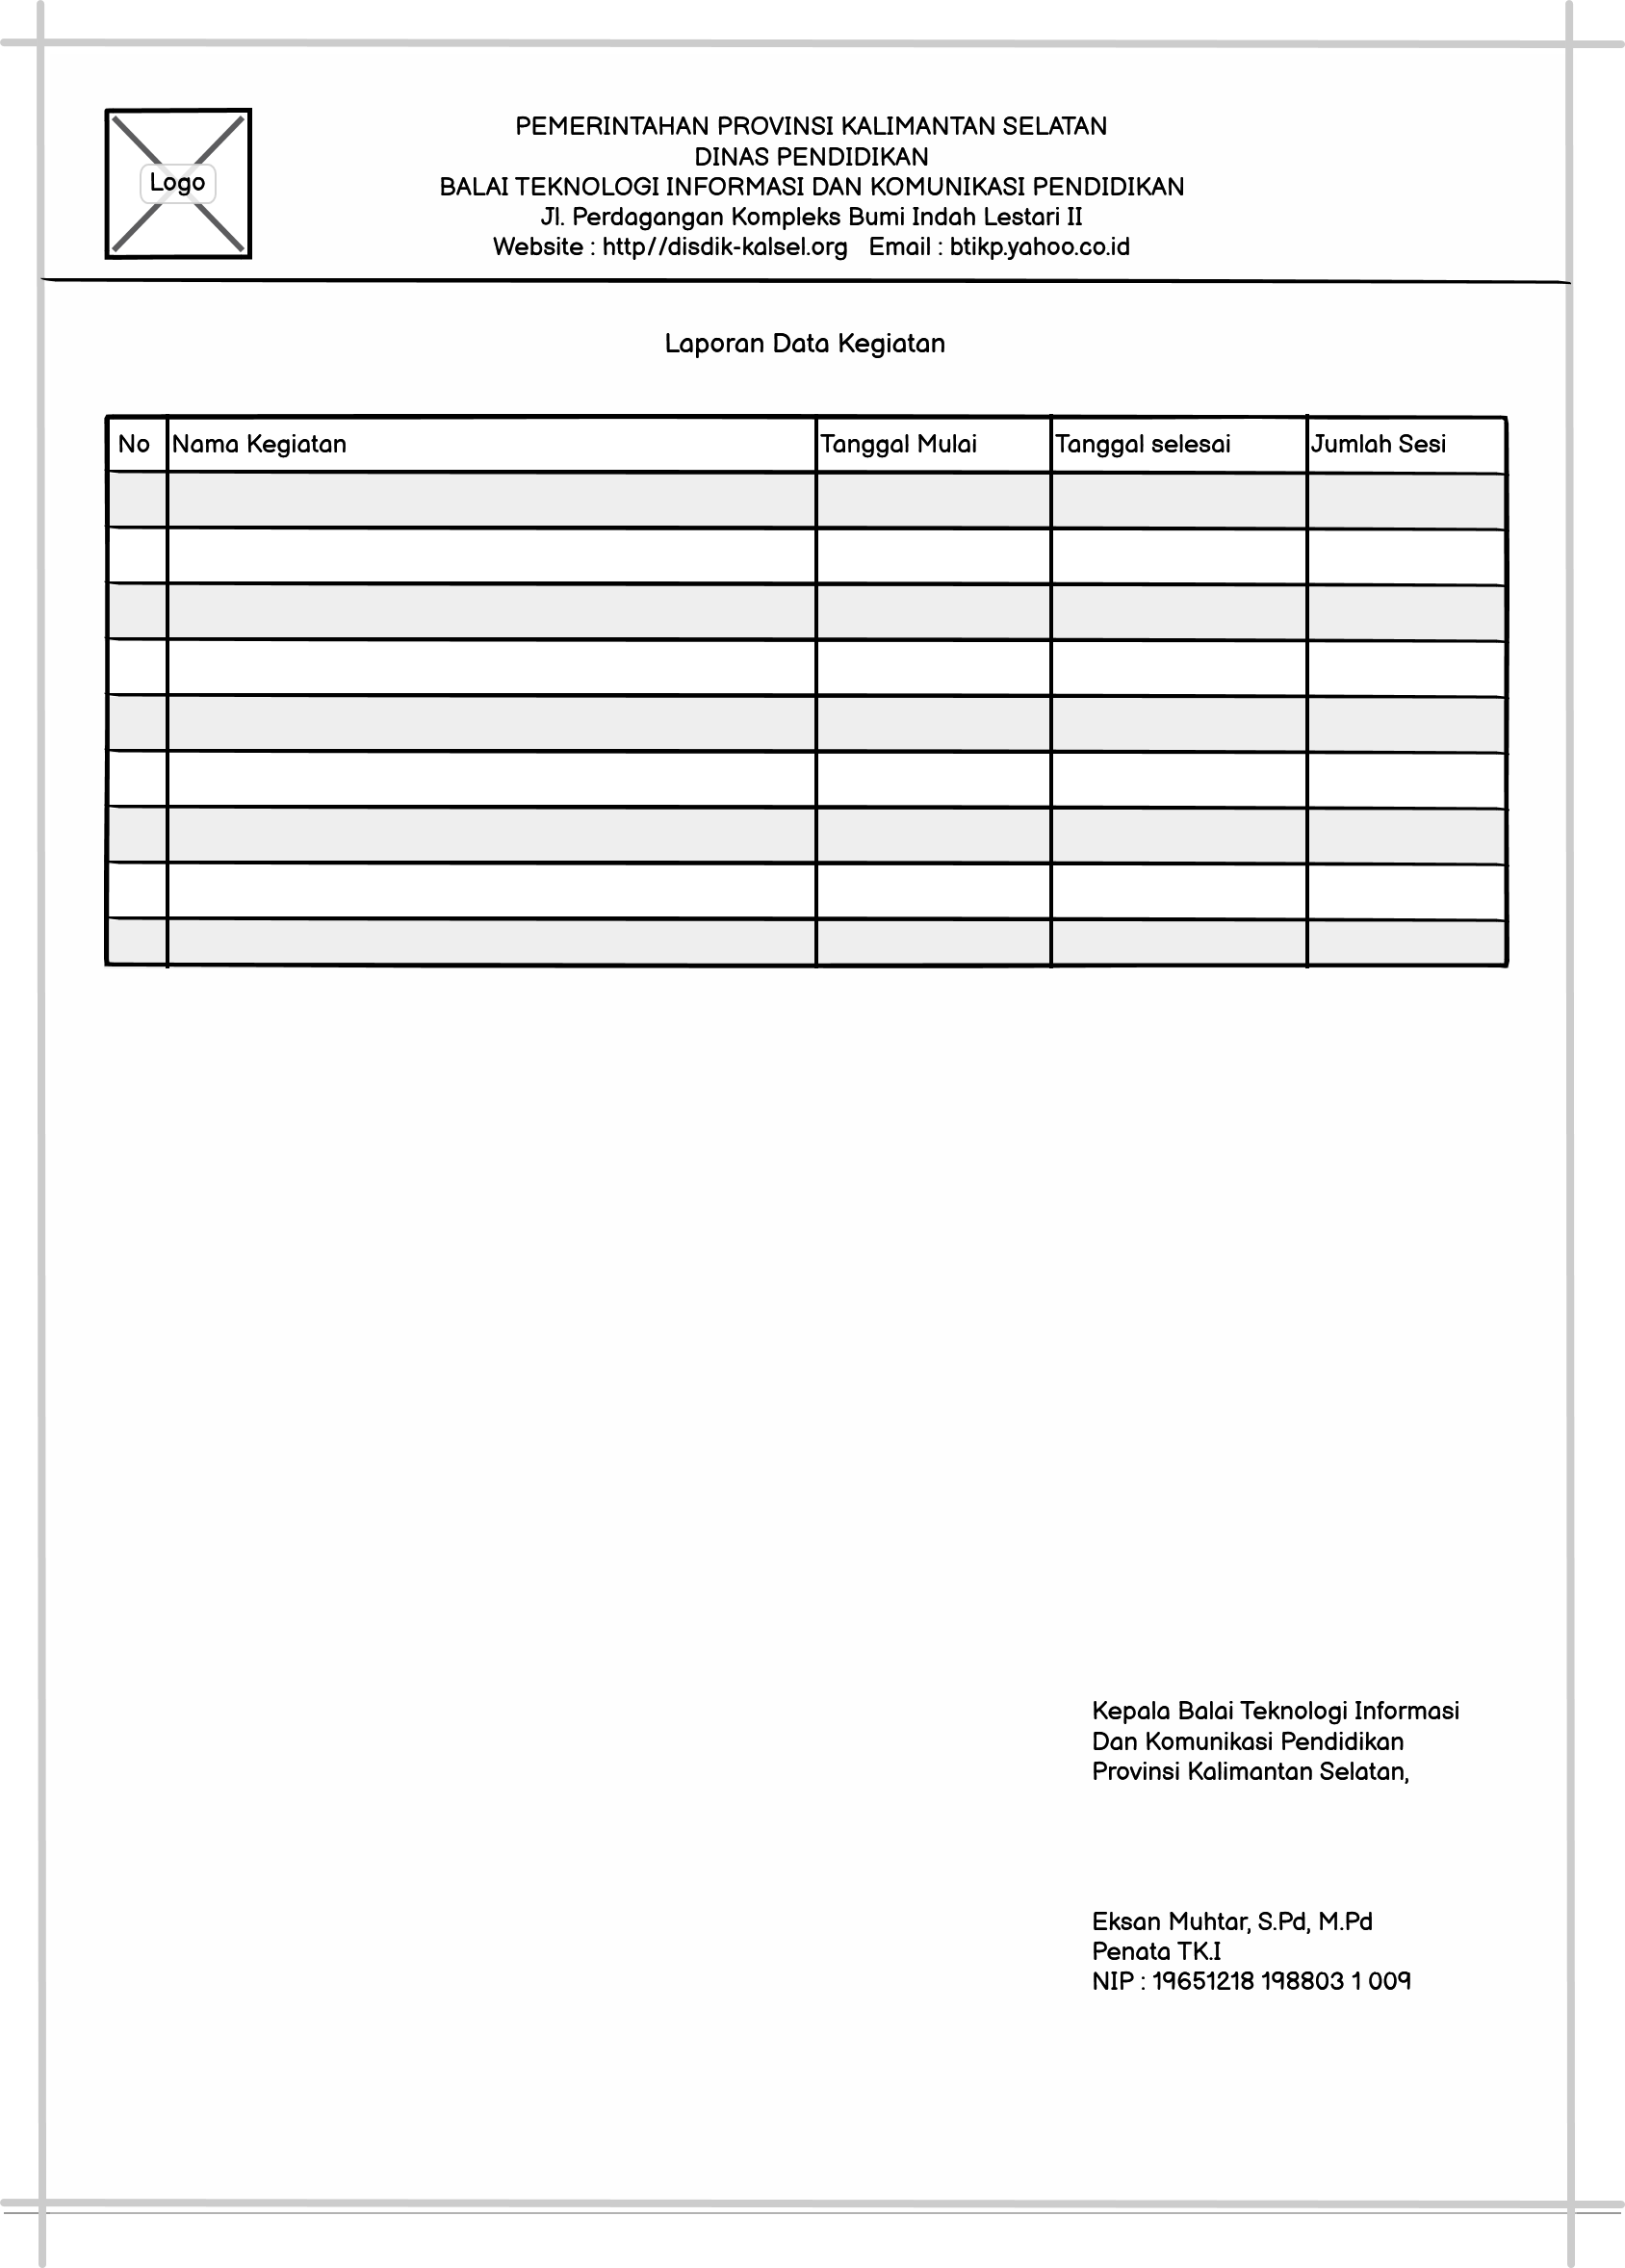 Logo
PEMERINTAHAN PROVINSI KALIMANTAN SELATAN
DINAS PENDIDIKAN
BALAI TEKNOLOGI INFORMASI DAN KOMUNIKASI PENDIDIKAN
Jl. Perdagangan Kompleks Bumi Indah Lestari II
Website : http//disdik-kalsel.org Email : btikp.yahoo.co.id
Laporan Data Kegiatan
No Nama Kegiatan Tanggal Mulai Tanggal selesai Jumlah Sesi
Kepala Balai Teknologi Informasi
Dan Komunikasi Pendidikan
Provinsi Kalimantan Selatan,
Eksan Muhtar, S.Pd, M.Pd
Penata TK.I
NIP : 19651218 198803 1 009